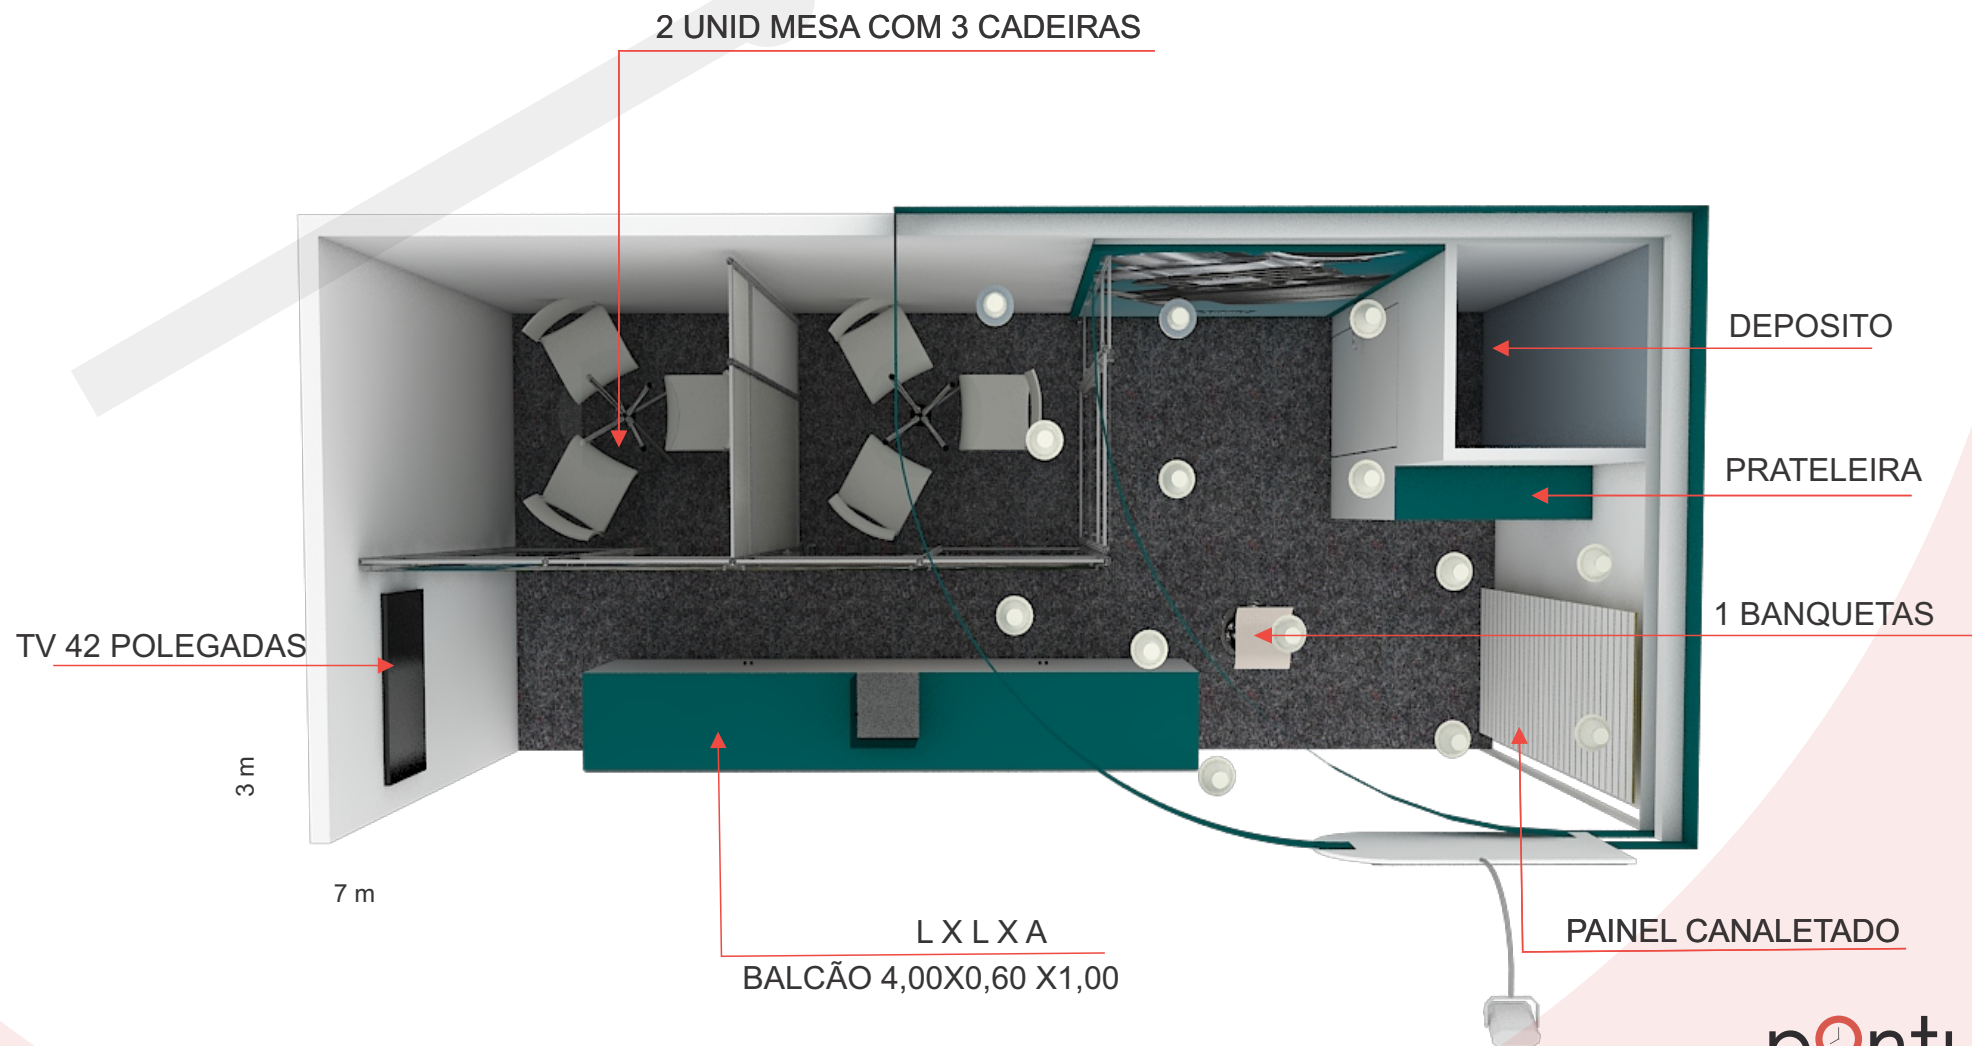 2 UNID MESA COM 3 CADEIRAS
DEPOSITO
PRATELEIRA
1 BANQUETAS
TV 42 POLEGADAS
3 m
7 m
L X L X A
BALCÃO 4,00X0,60 X1,00
PAINEL CANALETADO